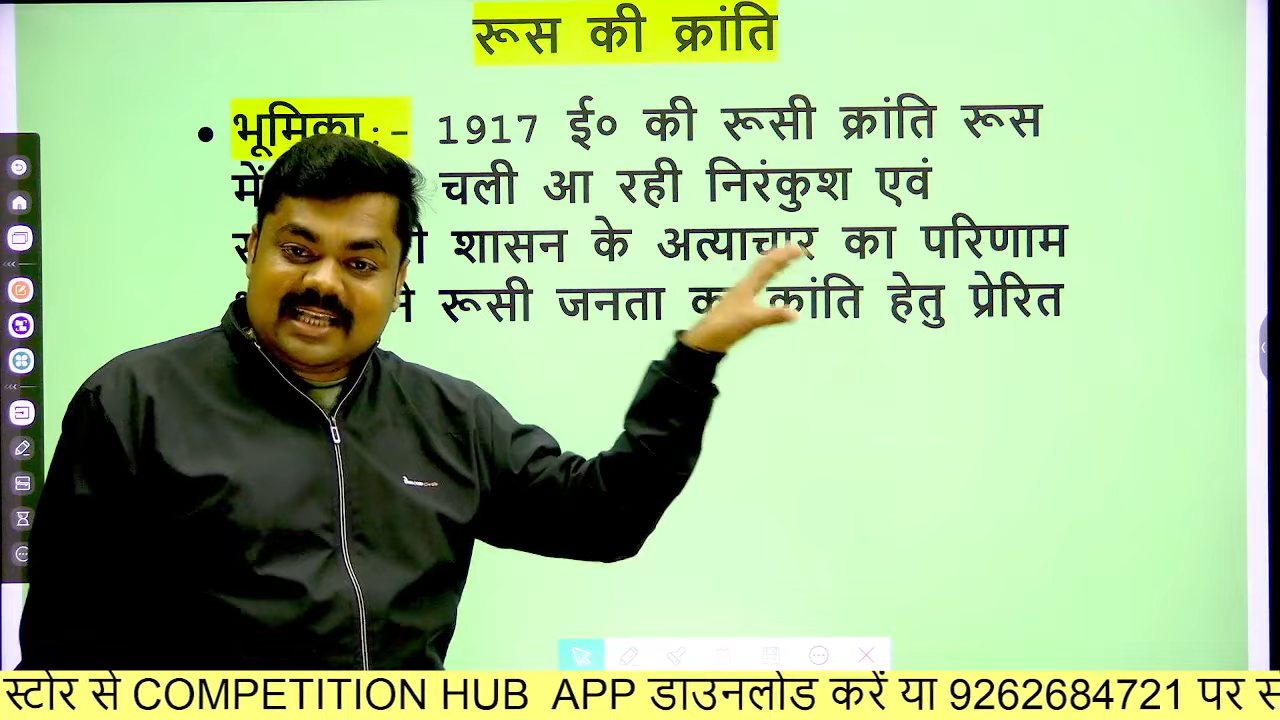 रूस की क्रांति
• भूमिका:- 1917 ई० की रूसी क्रांति रूस
में चली आ रही निरंकुश एवं
शासन के अत्याचार का परिणाम
रूसी जनता क्रांति हेतु प्रेरित
स्टोर से COMPETITION HUB APP डाउनलोड करें या 9262684721 पर